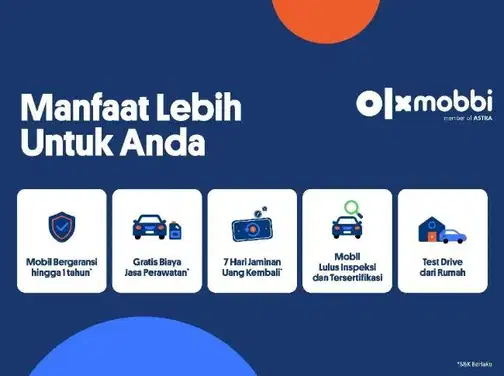 Manfaat Lebih
Untuk Anda
olxmobbi
member of ASTRA
Mobil Bergaransi
hingga 1 tahun*
Gratis Biaya
Jasa Perawatan*
7 Hari Jaminan
Uang Kembali*
Mobil
Lulus Inspeksi
dan Tersertifikasi
Test Drive
dari Rumah
*S&K Berlaku